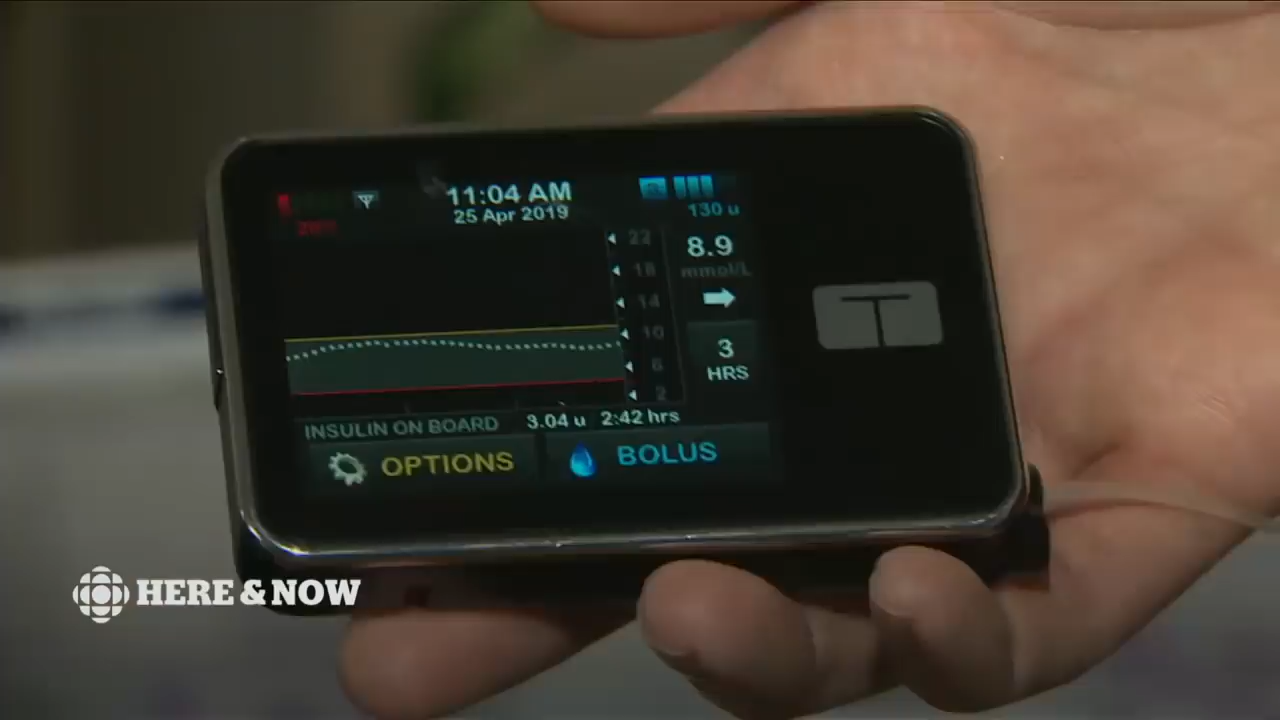 11:04 AM
25 Apr 2019
130 u
22
18
14
10
6
2
8.9
mmol/L
3
HRS
INSULIN ON BOARD 3.04 u 2:42 hrs
OPTIONS
BOLUS
T
HERE & NOW